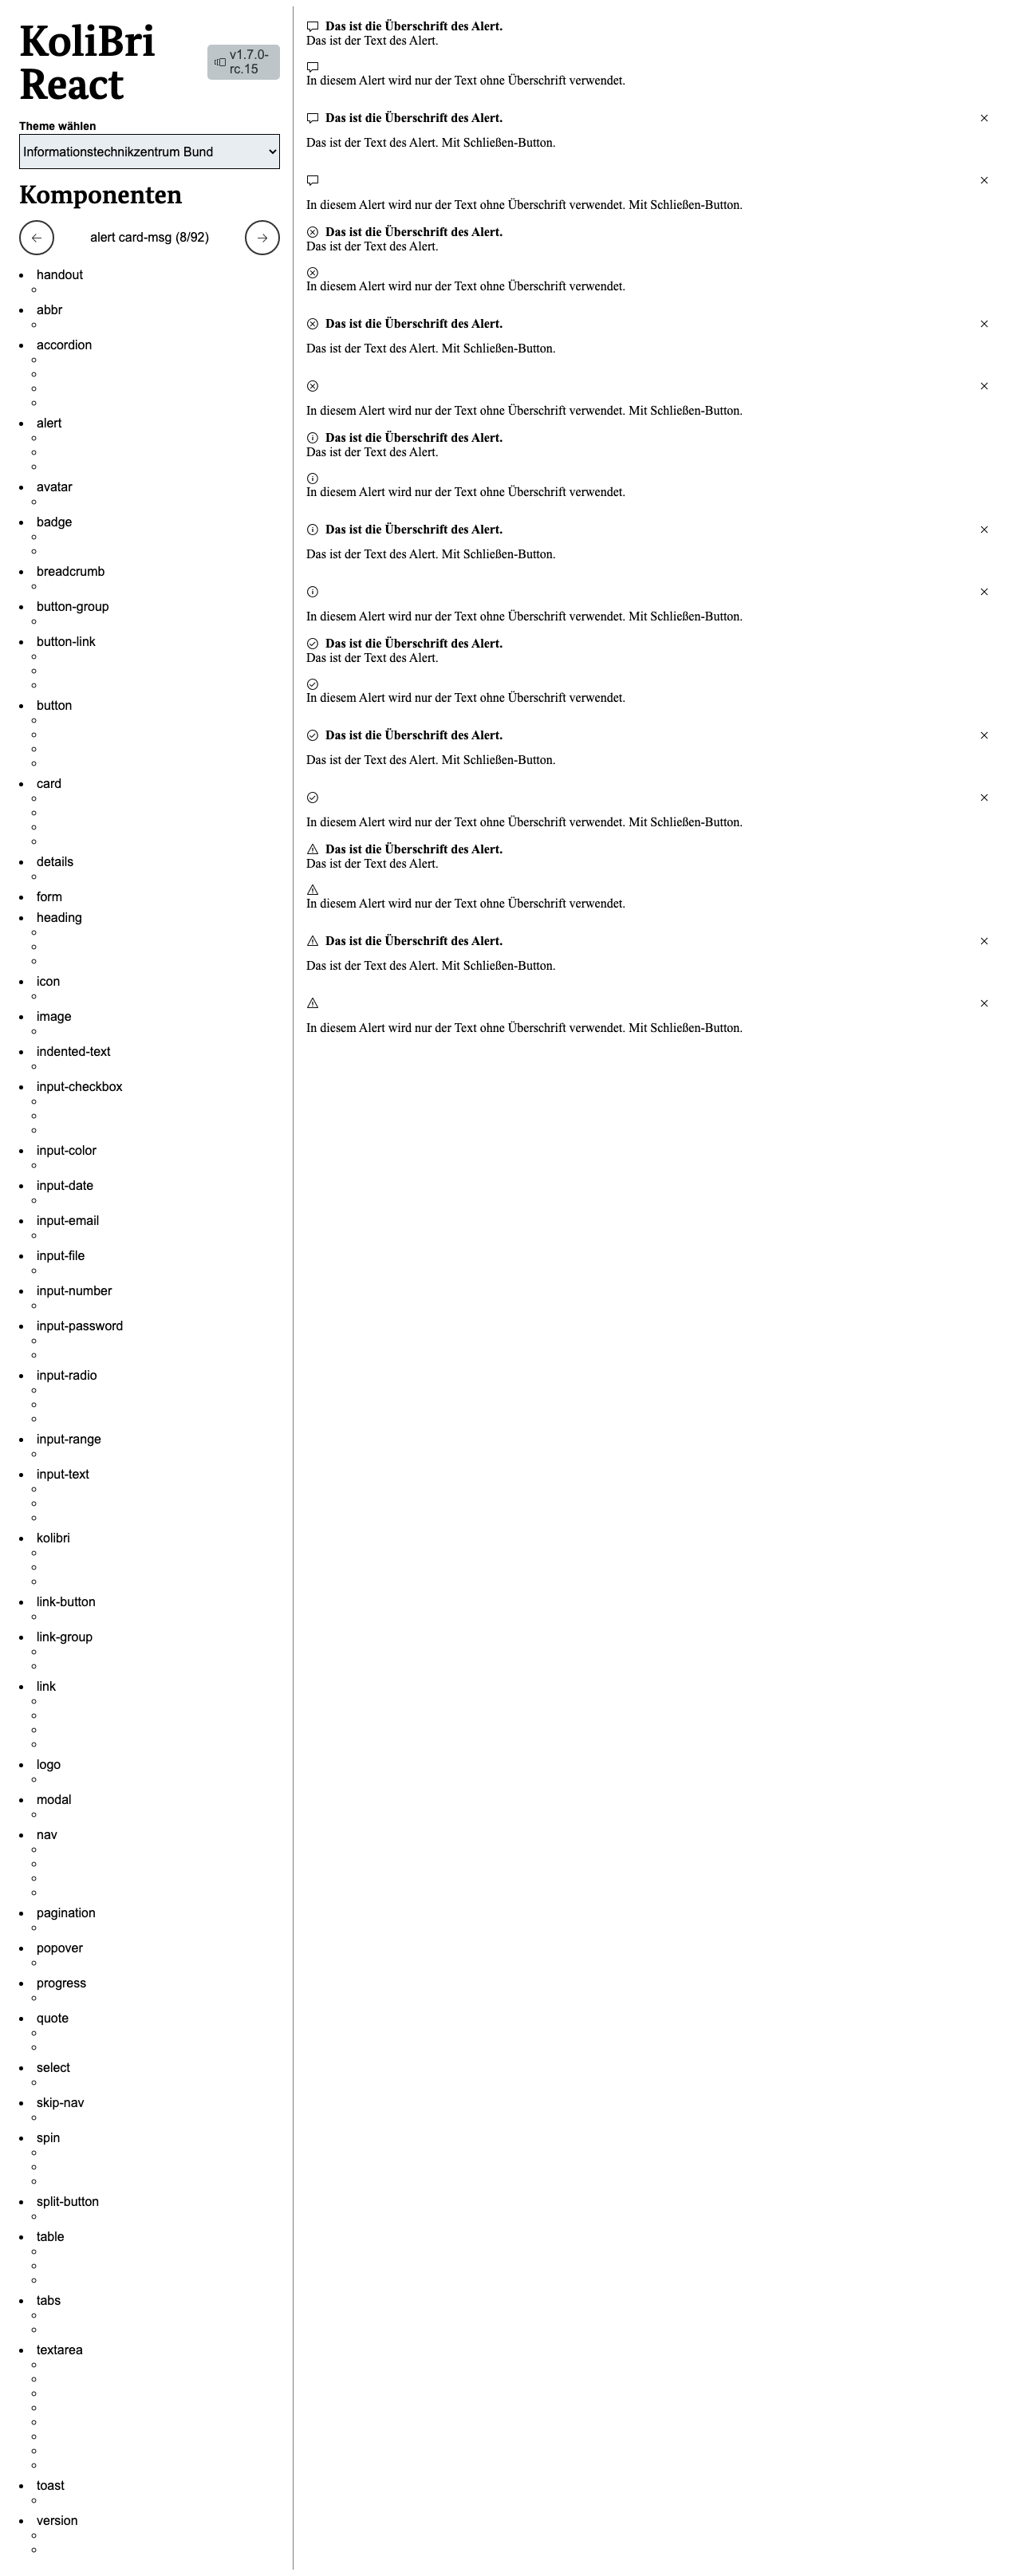 KoliBri
React
v1.7.0-
rc.15
Theme wählen
Informationstechnikzentrum Bund
Komponenten
alert card-msg (8/92)
handout
abbr
accordion
alert
avatar
badge
breadcrumb
button-group
button-link
button
card
details
form
heading
icon
image
indented-text
input-checkbox
input-color
input-date
input-email
input-file
input-number
input-password
input-radio
input-range
input-text
kolibri
link-button
link-group
link
logo
modal
nav
pagination
popover
progress
quote
select
skip-nav
spin
split-button
table
tabs
textarea
toast
version
Das ist die Überschrift des Alert.
Das ist der Text des Alert.
In diesem Alert wird nur der Text ohne Überschrift verwendet.
Das ist die Überschrift des Alert.
Das ist der Text des Alert. Mit Schließen-Button.
In diesem Alert wird nur der Text ohne Überschrift verwendet. Mit Schließen-Button.
Das ist die Überschrift des Alert.
Das ist der Text des Alert.
In diesem Alert wird nur der Text ohne Überschrift verwendet.
Das ist die Überschrift des Alert.
Das ist der Text des Alert. Mit Schließen-Button.
In diesem Alert wird nur der Text ohne Überschrift verwendet. Mit Schließen-Button.
Das ist die Überschrift des Alert.
Das ist der Text des Alert.
In diesem Alert wird nur der Text ohne Überschrift verwendet.
Das ist die Überschrift des Alert.
Das ist der Text des Alert. Mit Schließen-Button.
In diesem Alert wird nur der Text ohne Überschrift verwendet. Mit Schließen-Button.
Das ist die Überschrift des Alert.
Das ist der Text des Alert.
In diesem Alert wird nur der Text ohne Überschrift verwendet.
Das ist die Überschrift des Alert.
Das ist der Text des Alert. Mit Schließen-Button.
In diesem Alert wird nur der Text ohne Überschrift verwendet. Mit Schließen-Button.
Das ist die Überschrift des Alert.
Das ist der Text des Alert.
In diesem Alert wird nur der Text ohne Überschrift verwendet.
Das ist die Überschrift des Alert.
Das ist der Text des Alert. Mit Schließen-Button.
In diesem Alert wird nur der Text ohne Überschrift verwendet. Mit Schließen-Button.